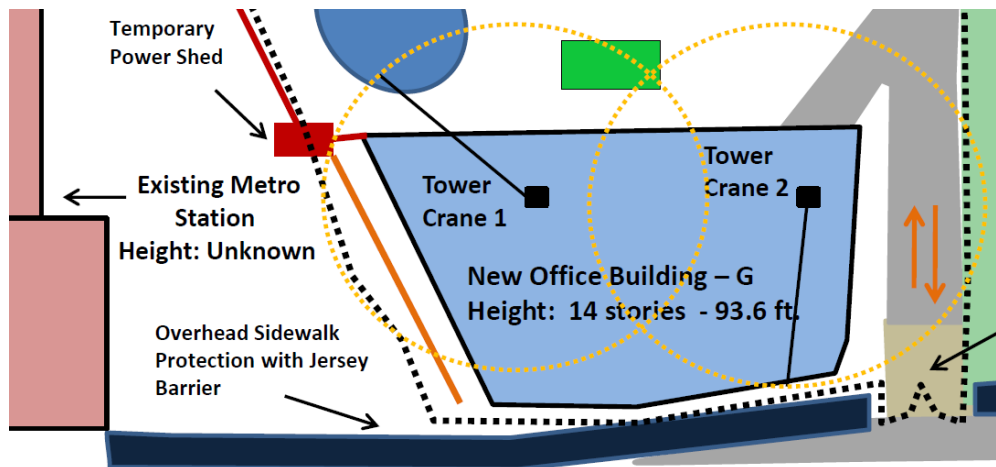 Temporary
Power Shed
Existing Metro
Station
Height: Unknown
Tower
Crane 1
Tower
Crane 2
New Office Building – G
Height:  14 stories  - 93.6 ft.
Overhead Sidewalk
Protection with Jersey
Barrier